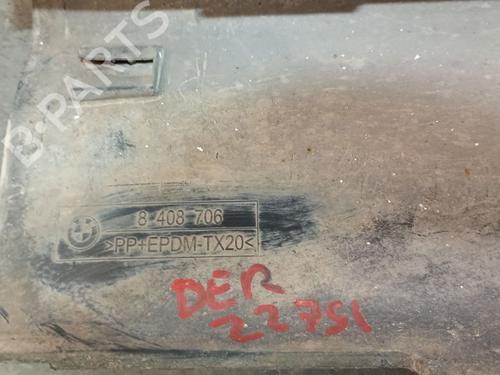 B-PARTS
8 408 706
>PP+EPDM-TX20<
DER
22751